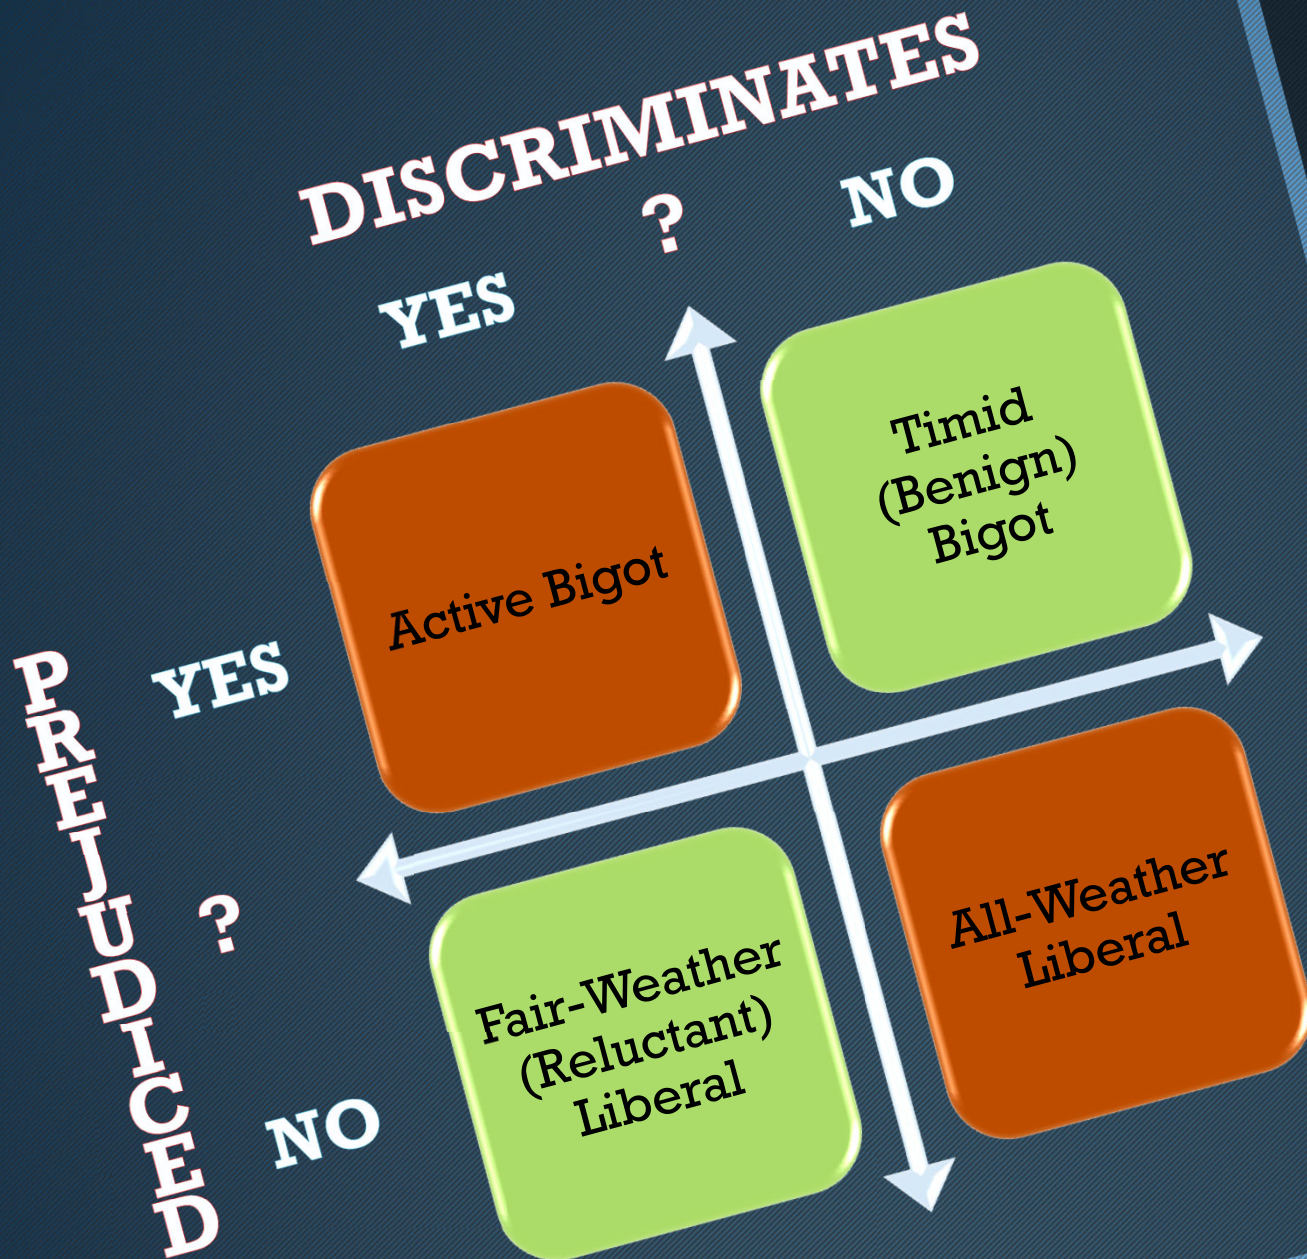 DISCRIMINATES
?
YES
NO
PREJUDICED
?
YES
NO
Active Bigot
Timid
(Benign)
Bigot
Fair-Weather
(Reluctant)
Liberal
All-Weather
Liberal